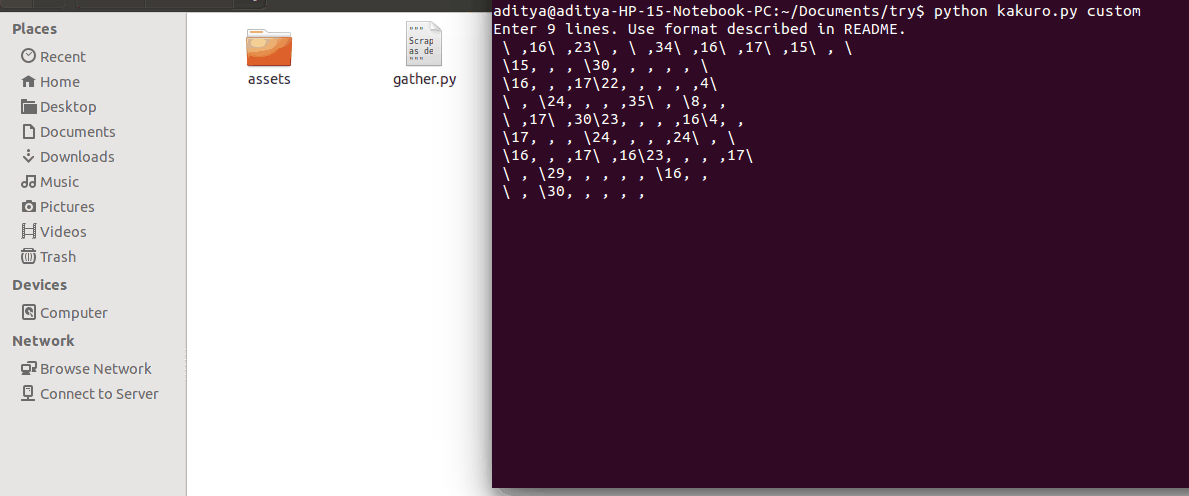 Places
Recent
Home
Desktop
Documents
Downloads
Music
Pictures
Videos
Trash
Devices
Computer
Network
Browse Network
Connect to Server
"""
Scrap
as de
"""
assets
gather.py
aditya@aditya-HP-15-Notebook-PC:~/Documents/try$ python kakuro.py custom
Enter 9 lines. Use format described in README.
 \ ,16\ ,23\ , \ ,34\ ,16\ ,17\ ,15\ , \
 \15, , , \30, , , , , \
 \16, , ,17\22, , , , ,4\
 \ , \24, , , ,35\ , \8, ,
 \ ,17\ ,30\23, , , ,16\4, ,
 \17, , , \24, , , ,24\ , \
 \16, , ,17\ ,16\23, , , ,17\
 \ , \29, , , , , \16, ,
 \ , \30, , , , ,